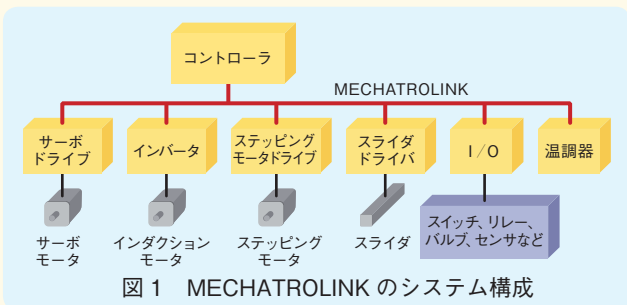 コントローラ
MECHATROLINK
サーボ
ドライブ
インバータ
ステッピング
モータドライブ
スライダ
ドライバ
I/O
温調器
サーボ
モータ
インダクション
モータ
ステッピング
モータ
スライダ
スイッチ、リレー、
バルブ、センサなど
図1 MECHATROLINK のシステム構成